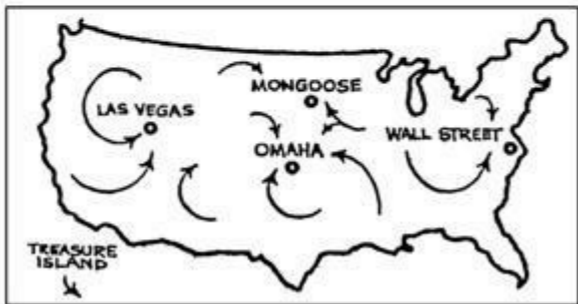 MONGOOSE
LAS VEGAS
WALL STREET
OMAHA
TREASURE
ISLAND